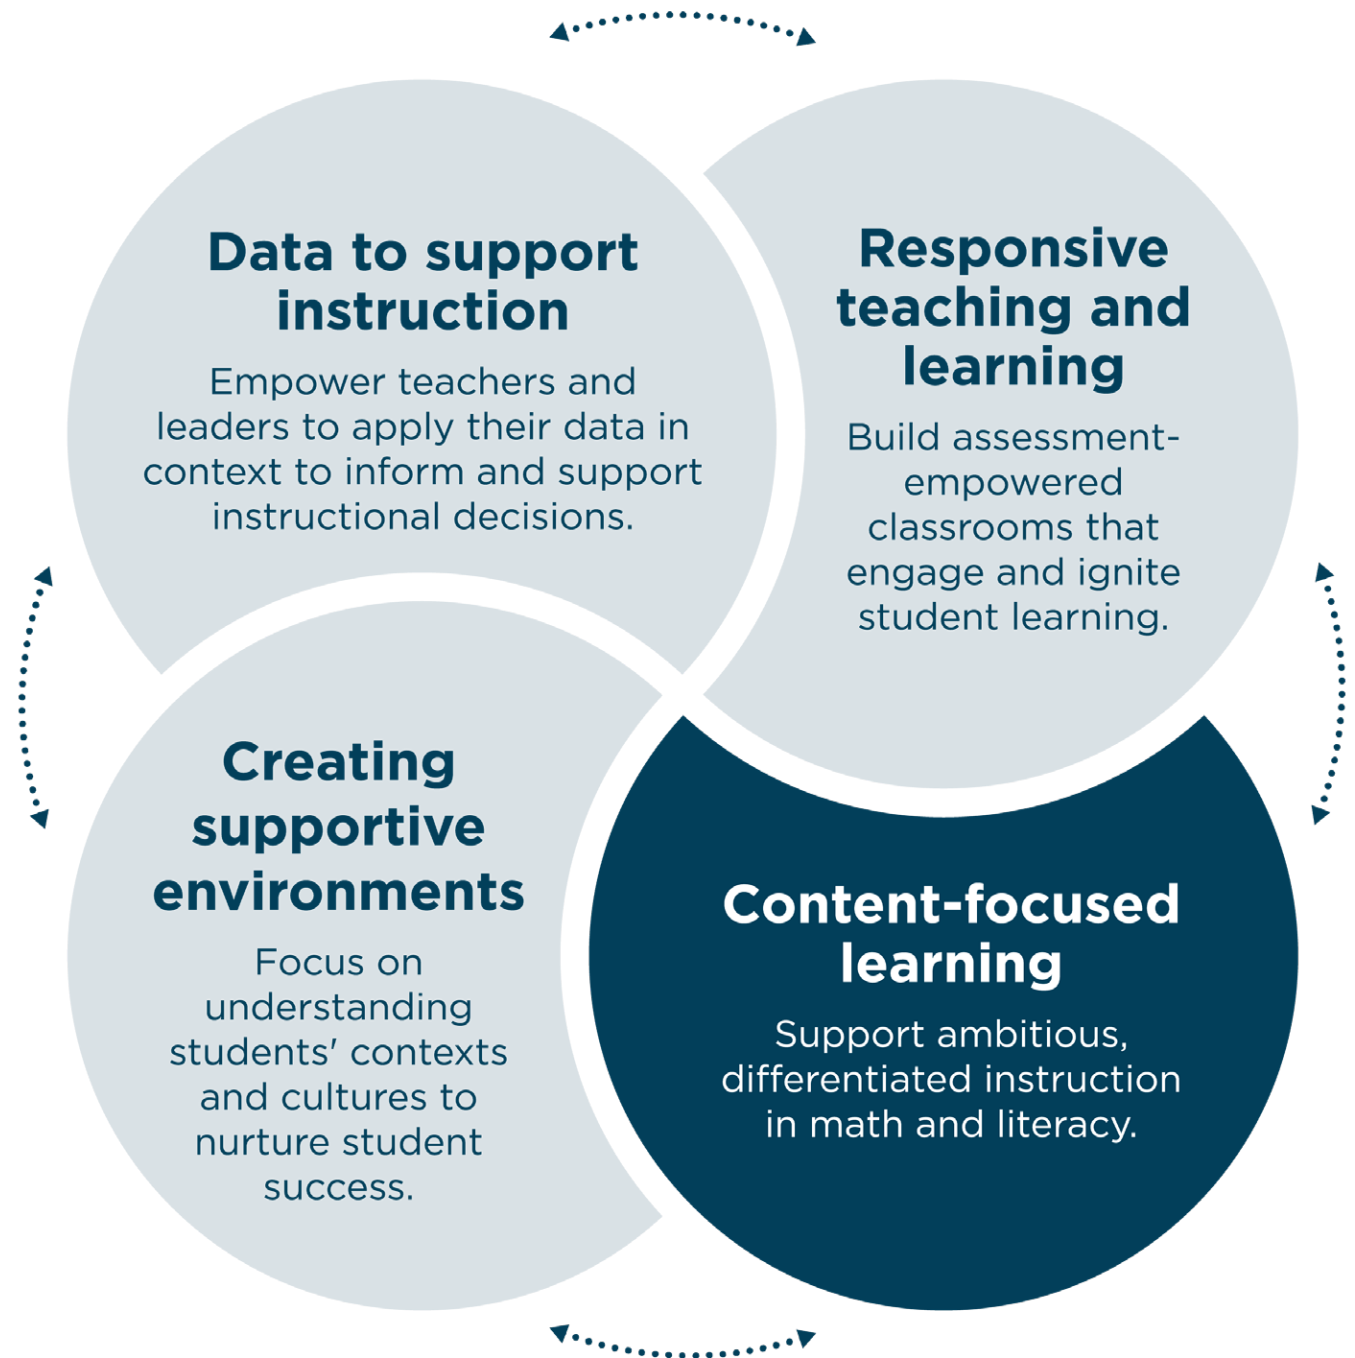 Data to support
instruction
Empower teachers and
leaders to apply their data in
context to inform and support
instructional decisions.
Responsive
teaching and
learning
Build assessment-
empowered
classrooms that
engage and ignite
student learning.
Creating
supportive
environments
Focus on
understanding
students' contexts
and cultures to
nurture student
success.
Content-focused
learning
Support ambitious,
differentiated instruction
in math and literacy.